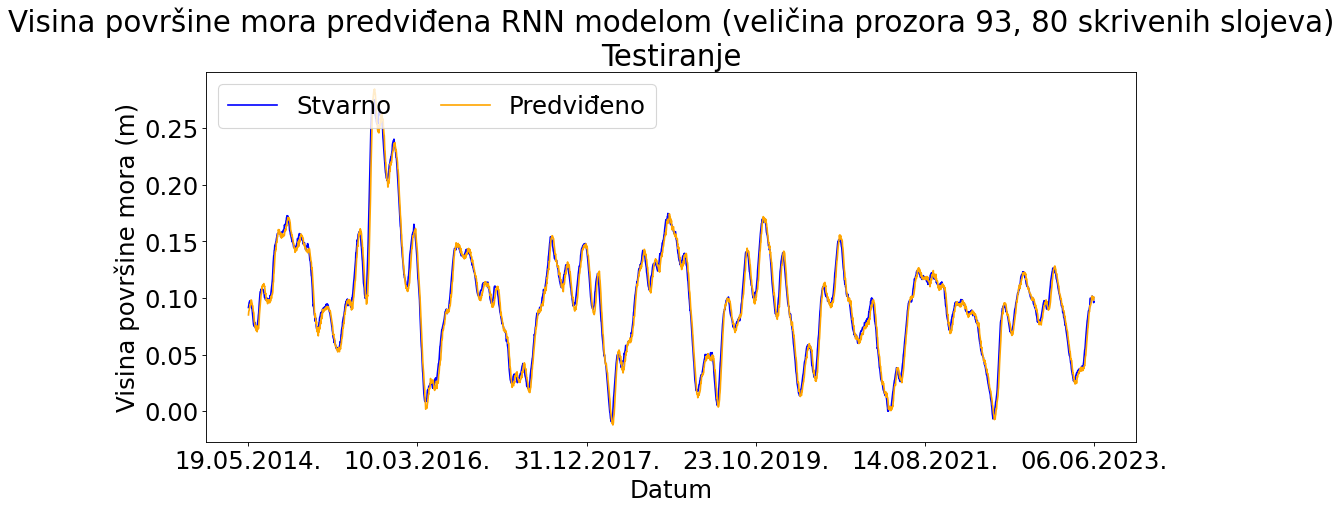 Visina površine mora predviđena RNN modelom (veličina prozora 93, 80 skrivenih slojeva)
Testiranje
Stvarno
Predviđeno
Visina površine mora (m)
0.25
0.20
0.15
0.10
0.05
0.00
19.05.2014.
10.03.2016.
31.12.2017.
23.10.2019.
14.08.2021.
06.06.2023.
Datum